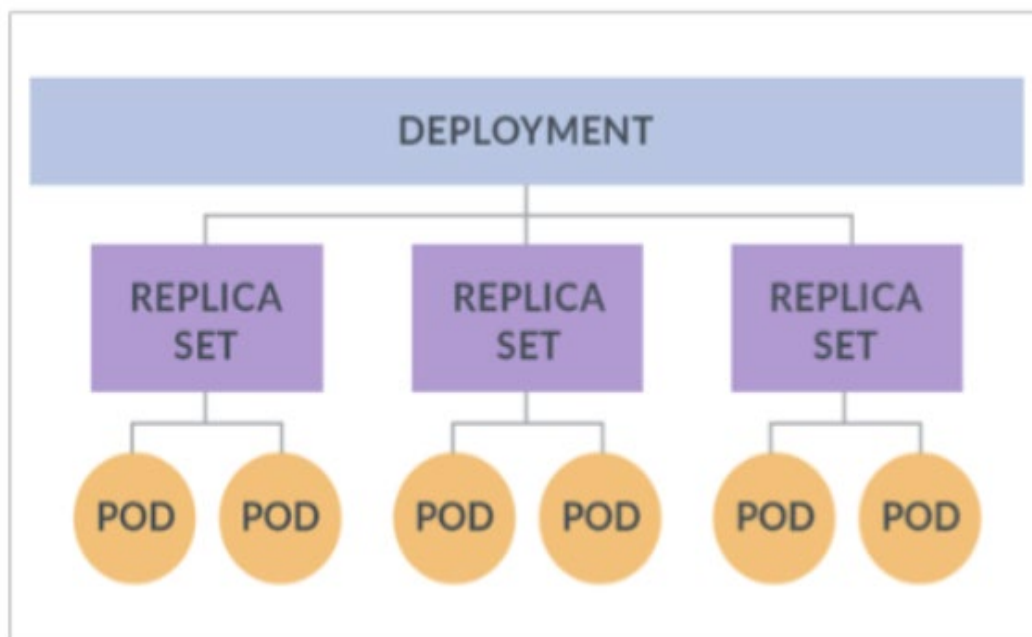 DEPLOYMENT
REPLICA
SET
REPLICA
SET
REPLICA
SET
POD
POD
POD
POD
POD
POD